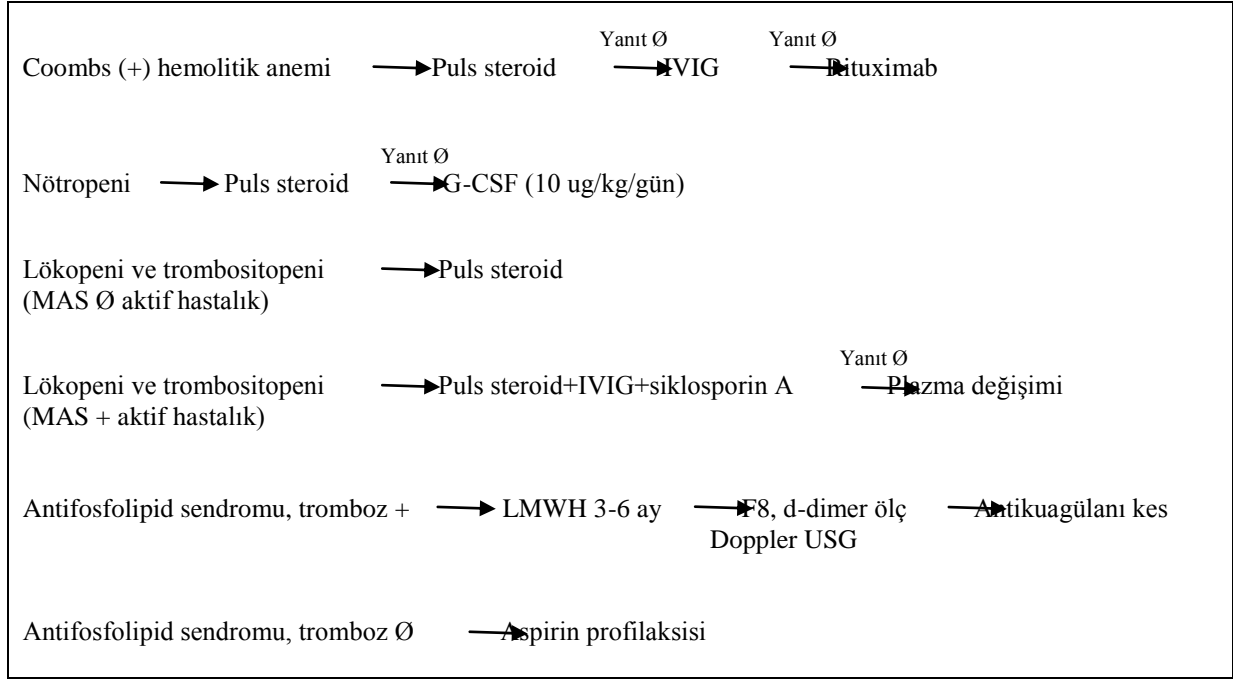 Yanıt Ø Yanıt Ø
Coombs (+) hemolitik anemi Puls steroid IVIG Rituximab
Yanıt Ø
Nötropeni Puls steroid G-CSF (10 ug/kg/gün)
Lökopeni ve trombositopeni Puls steroid
(MAS Ø aktif hastalık)
Yanıt Ø
Lökopeni ve trombositopeni Puls steroid+IVIG+siklosporin A Plazma değişimi
(MAS + aktif hastalık)
Antifosfolipid sendromu, tromboz + LMWH 3-6 ay F8, d-dimer ölç Antikuagülanı kes
Doppler USG
Antifosfolipid sendromu, tromboz Ø Aspirin profilaksisi